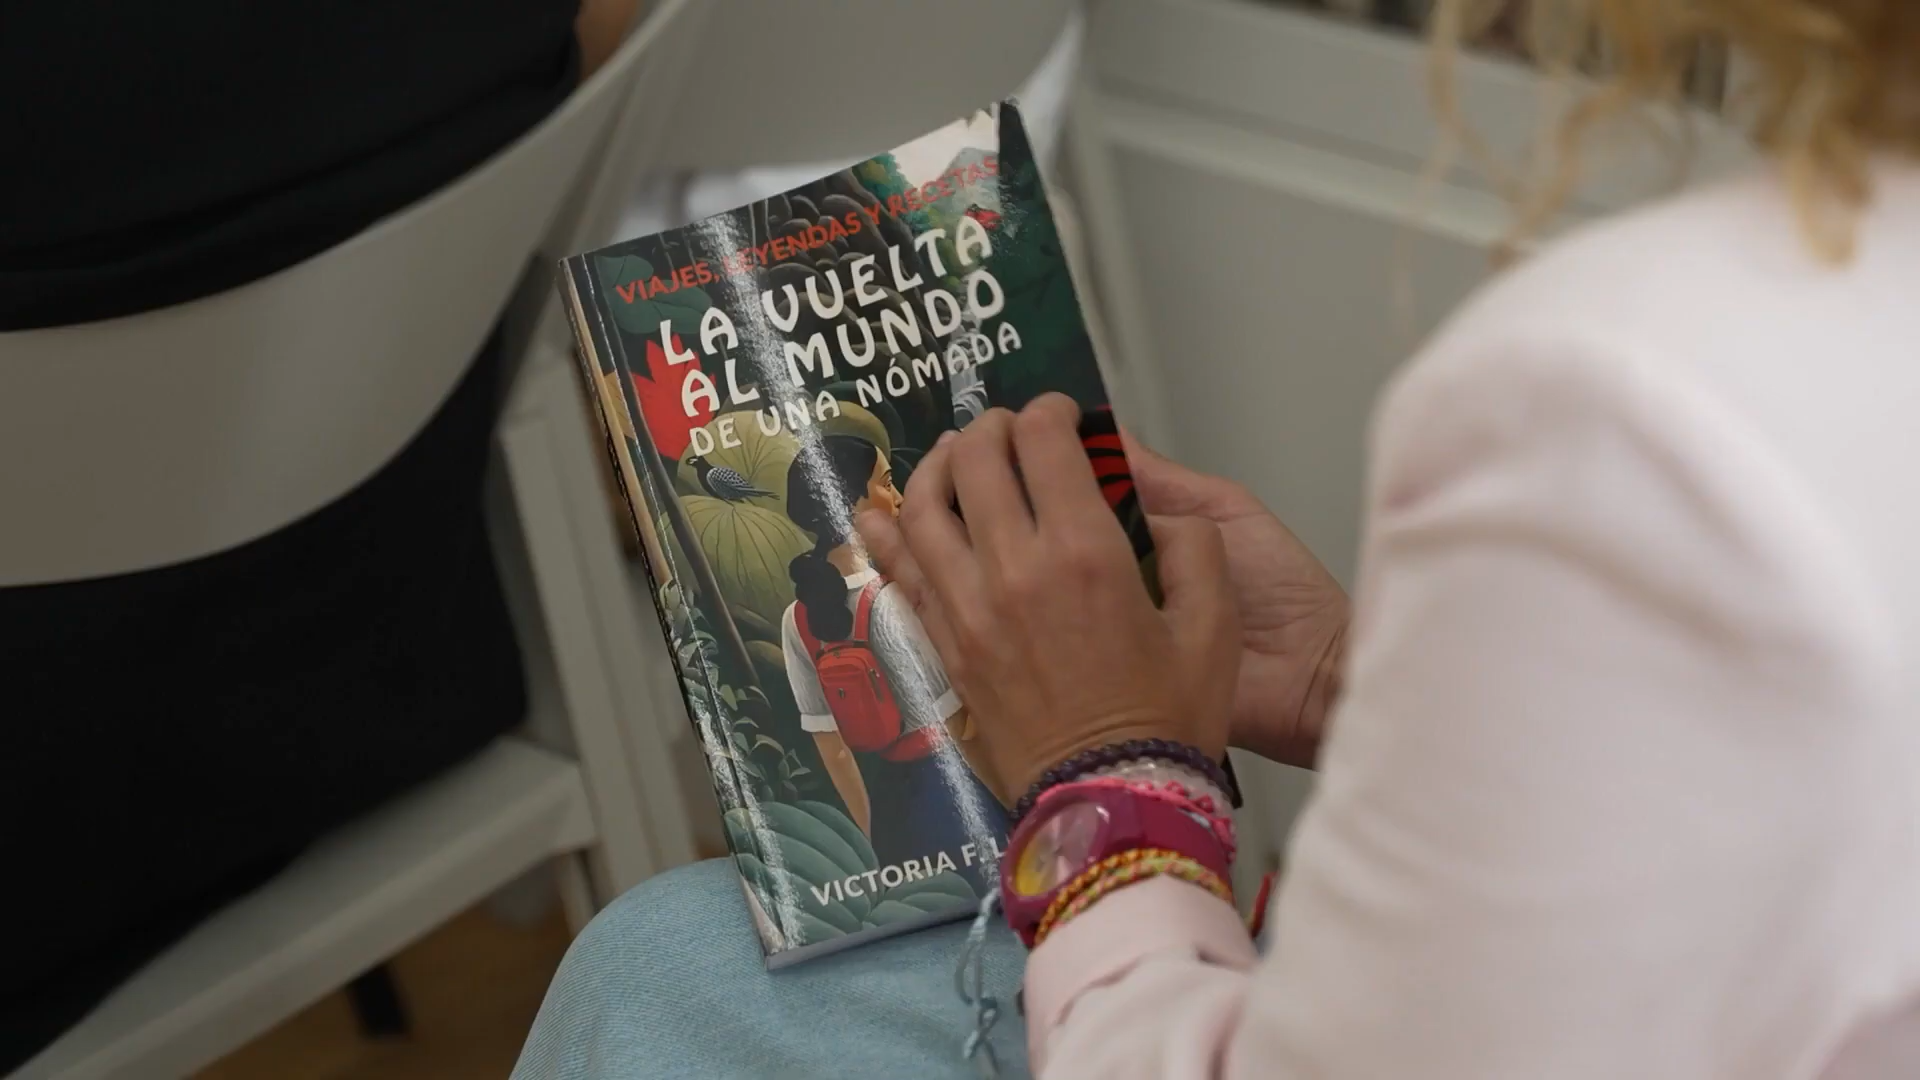 VIAJES, LEYENDAS Y RECETAS
LA VUELTA
AL MUNDO
DE UNA NÓMADA
VICTORIA F.